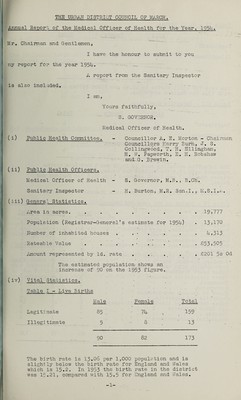 THE URBAN DISTRICT COUNCIL OF MARCH.
Annual Report of the Medical Officer of Health for the Year, 1954.
Mr. Chairman and Gentlemen,
I have the honour to submit to you
my report for the year 1954.
A report from the Sanitary Inspector
is also included.
I am,
Yours faithfully,
E. GOVERNOR.
Medical Officer of Health.
(i) Public Health Committee. - Councillor A. E. Horton - Chairman
Councillors Harry Burn, J. S.
Collingwood, T. H. Ellingham,
H. W. Papworth, E. E. Robshaw
and G. Erwin.
(ii) Public Health Officers.
Medical Officer of Health - E. Governor, M.B., B.Ch.
Sanitary Inspector - H. Burton, M.R. San.I., M.S.I.A.
(iii) General Statistics.
Area in acres. . . . . . . . . 19,777
Population (Registrar-General's estimate for 1954) . 13,170
Number of inhabited houses . . . . . . 4,313
Rateable Value . . . . . . . £53,505
Amount represented by 1d. rate . . . . £201 5s 0d
The estimated population shows an
increase of 90 on the 1953 figure.
(iv) Vital Statistics.
Table I - Live Births
Male Female Total
Legitimate 85 74 159
Illegitimate 5 8 13
90 82 173
The birth rate is 13.06 per 1,000 population and is
slightly below the birth rate for England and Wales
which is 15.2. In 1953 the birth rate in the district
was 15.21, compared with 15.5 for England and Wales.
-1-